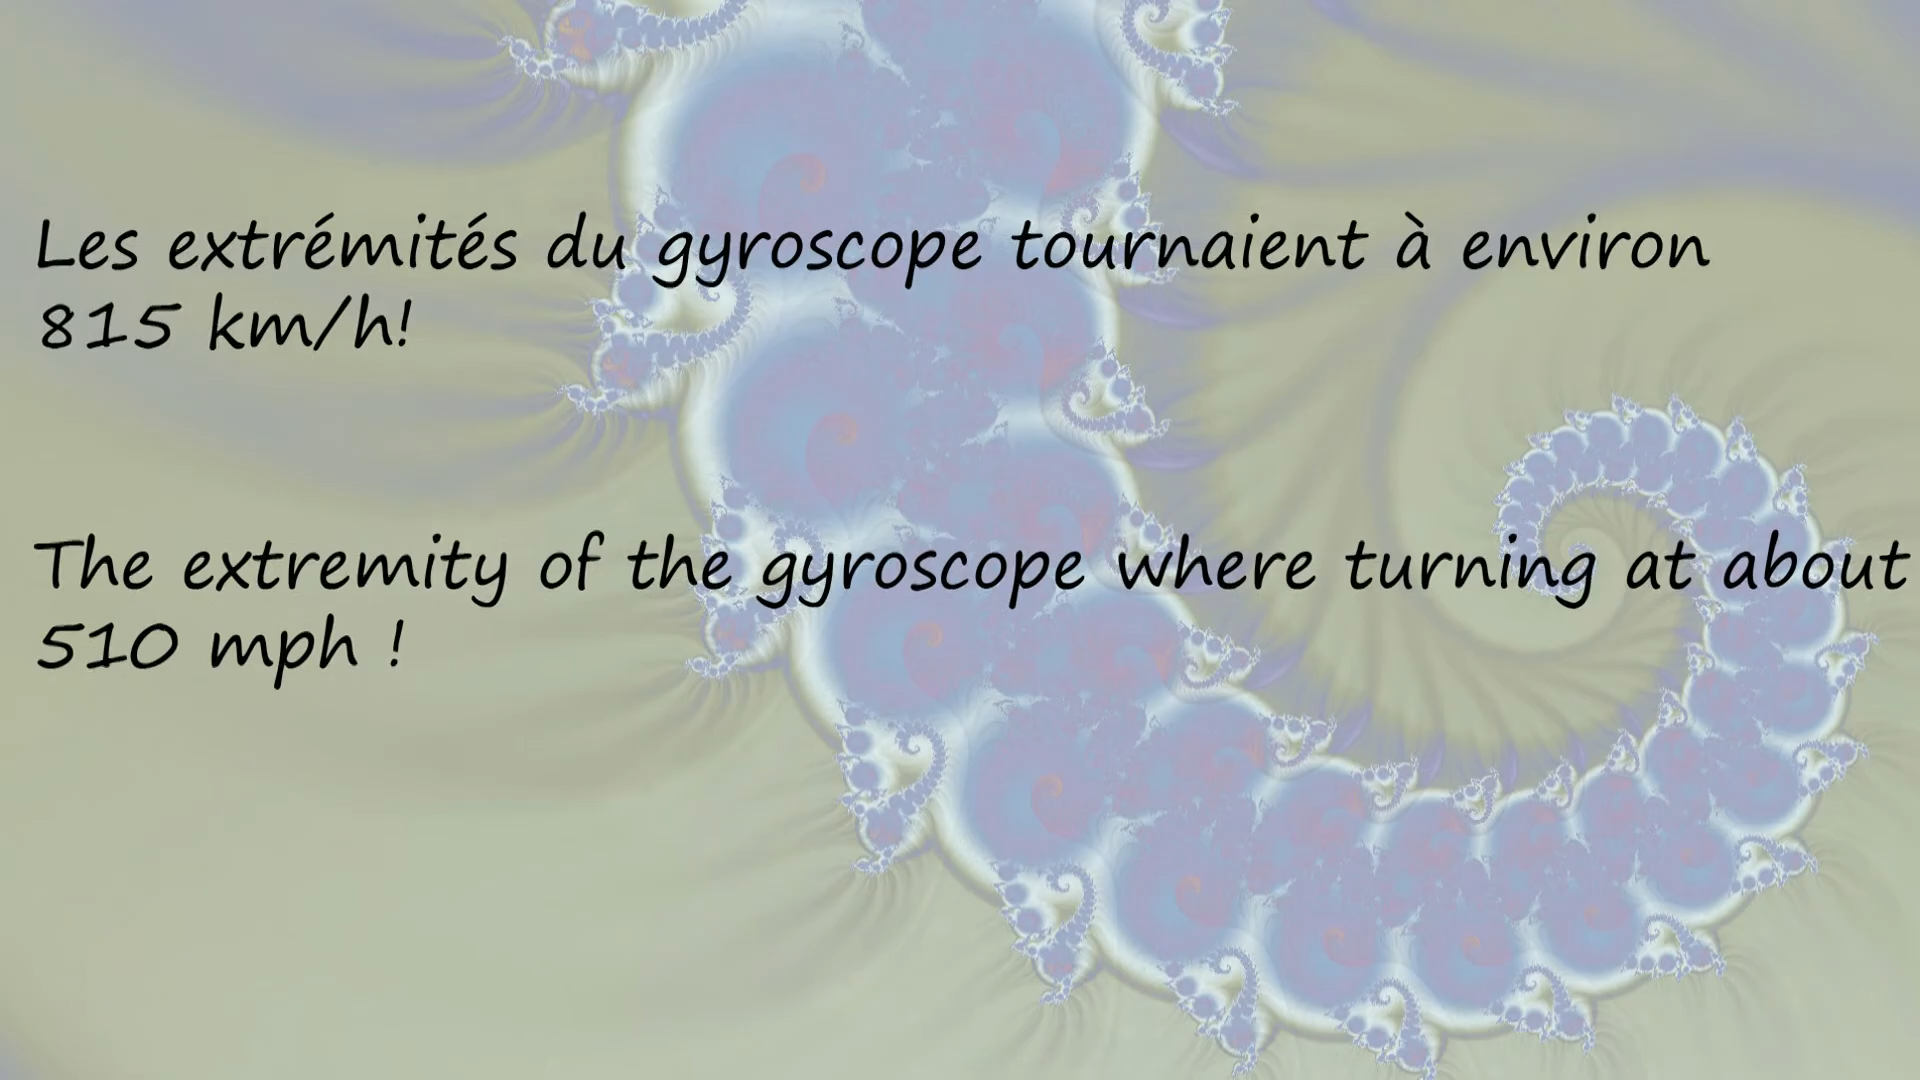 Les extrémités du gyroscope tournaient à environ
815 km/h!
The extremity of the gyroscope where turning at about
510 mph !